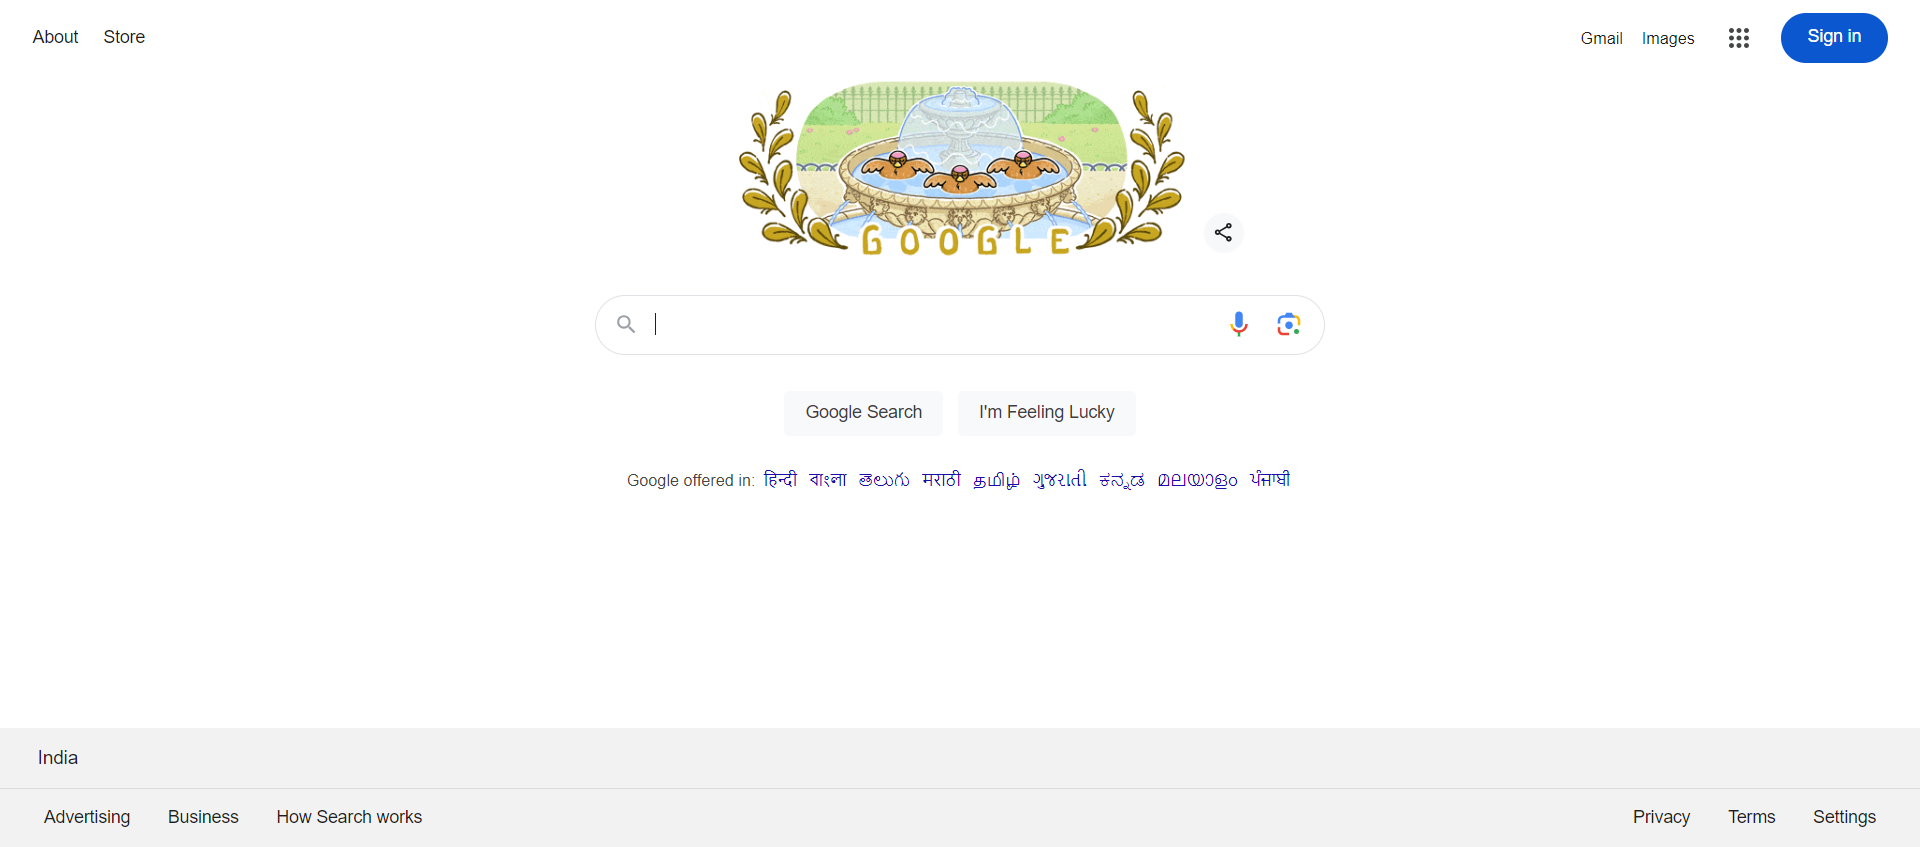 About Store
Gmail Images Sign in
GOOGLE
Google Search I'm Feeling Lucky
Google offered in: हिन्दी বাংলা తెలుగు मराठी தமிழ் ગુજરાતી ಕನ್ನಡ മലയാളം ਪੰਜਾਬੀ
India
Advertising Business How Search works
Privacy Terms Settings